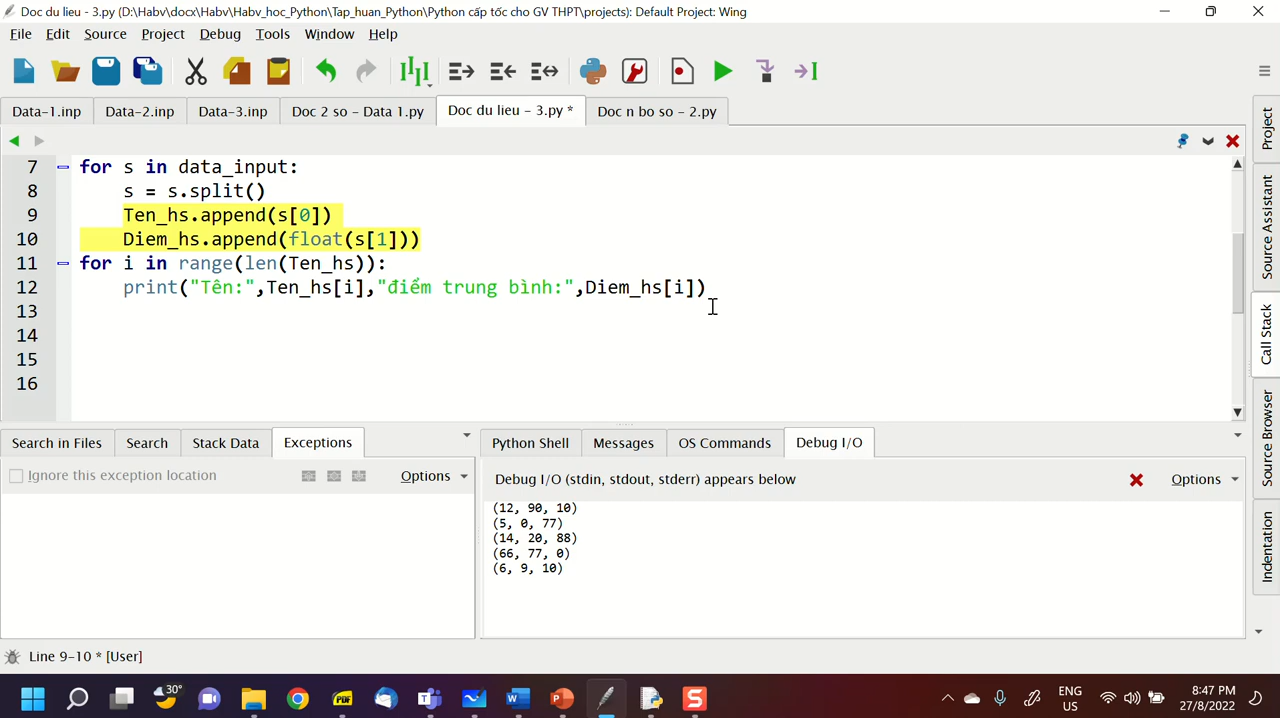 Doc du lieu - 3.py (D:\Habv\docx\Habv\Habv_hoc_Python\Tap_huan_Python\Python cấp tốc cho GV THPT\projects): Default Project: Wing
File Edit Source Project Debug Tools Window Help
Data-1.inp Data-2.inp Data-3.inp Doc 2 so - Data 1.py Doc du lieu - 3.py * Doc n bo so - 2.py
7 for s in data_input:
8 s = s.split()
9 Ten_hs.append(s[0])
10 Diem_hs.append(float(s[1]))
11 for i in range(len(Ten_hs)):
12 print("Tên:",Ten_hs[i],"điểm trung bình:",Diem_hs[i])
13
14
15
16
Project
Source Assistant
Call Stack
Source Browser
Indentation
Search in Files Search Stack Data Exceptions
Ignore this exception location Options
Python Shell Messages OS Commands Debug I/O
Debug I/O (stdin, stdout, stderr) appears below Options
(12, 90, 10)
(5, 0, 77)
(14, 20, 88)
(66, 77, 0)
(6, 9, 10)
Line 9-10 * [User]
30°
PDF
ENG
US
8:47 PM
27/8/2022